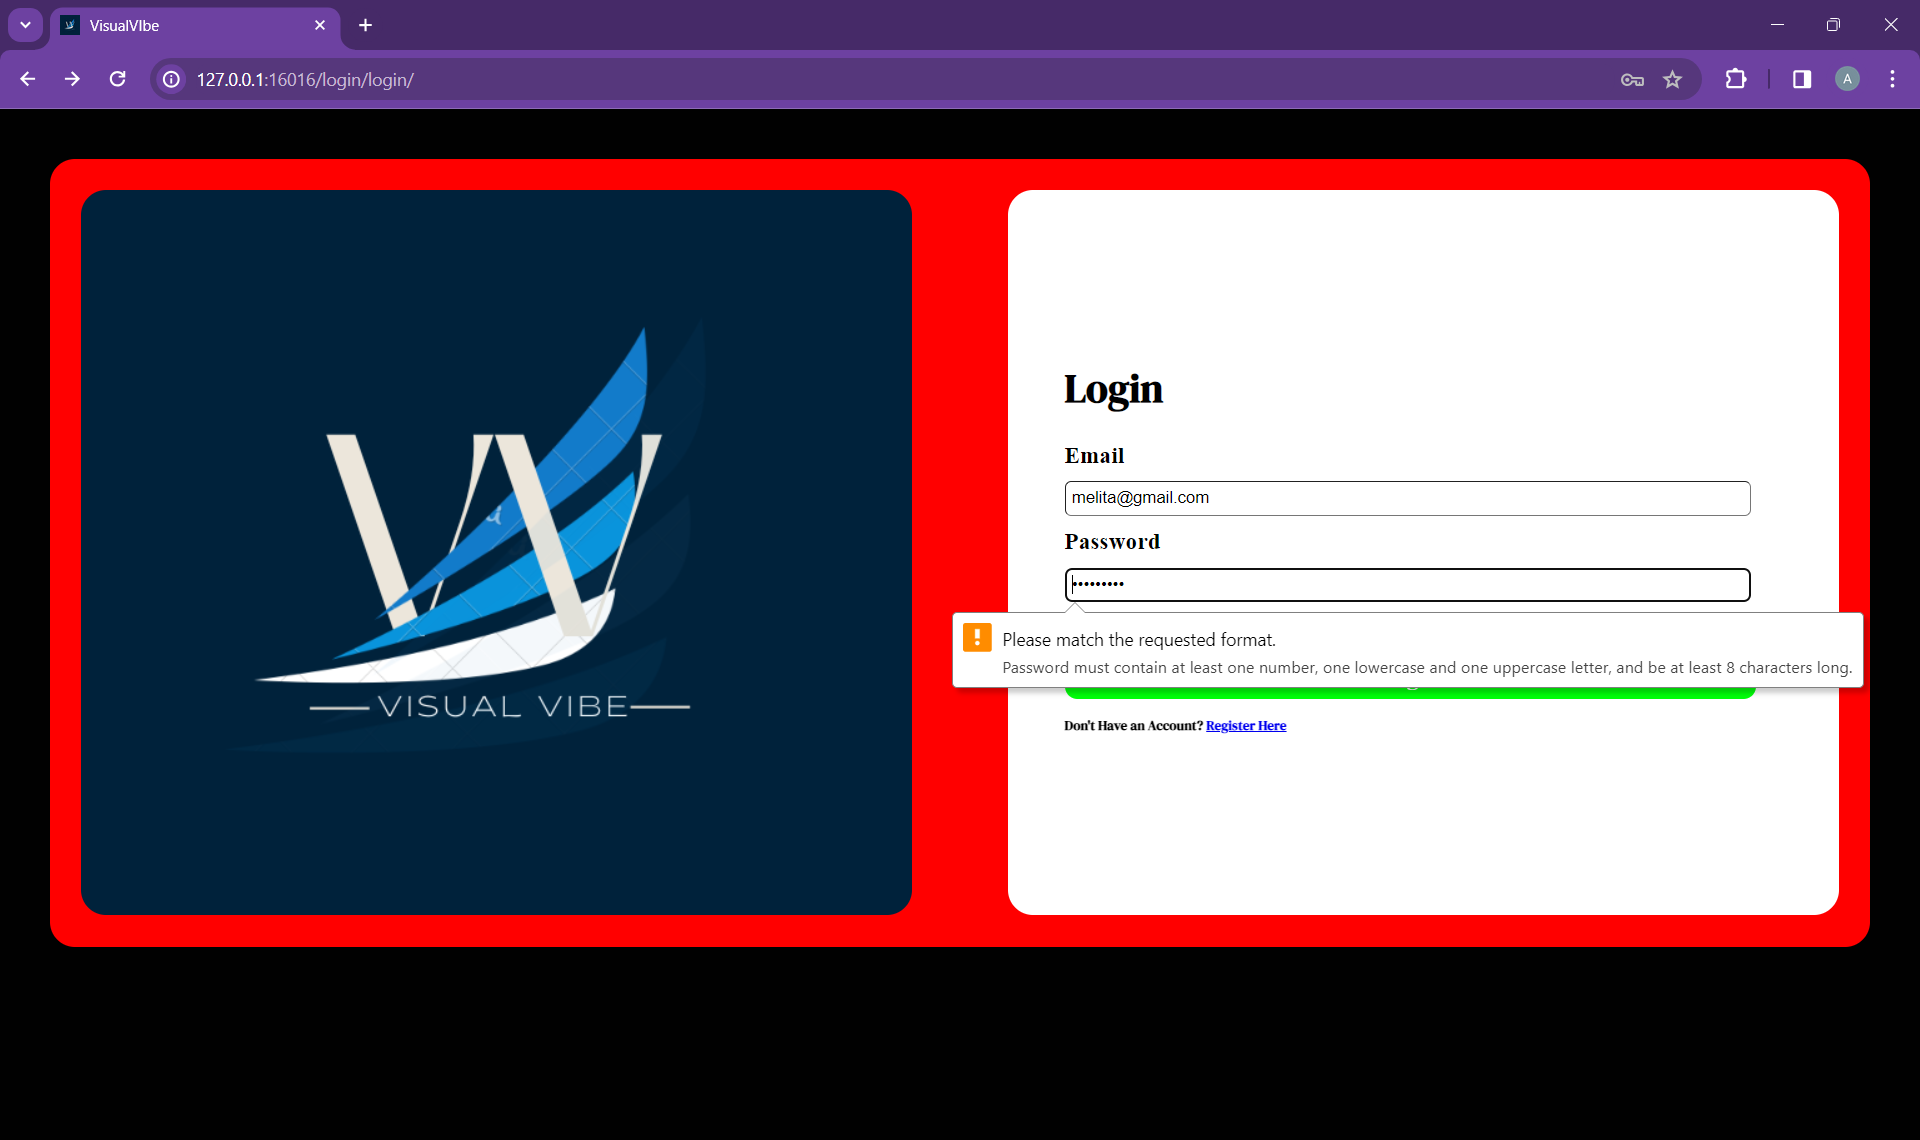 VisualVIbe
127.0.0.1:16016/login/login/
A
VISUAL VIBE
Login
Email
melita@gmail.com
Password
•••••••••
Please match the requested format.
Password must contain at least one number, one lowercase and one uppercase letter, and be at least 8 characters long.
Don't Have an Account? Register Here